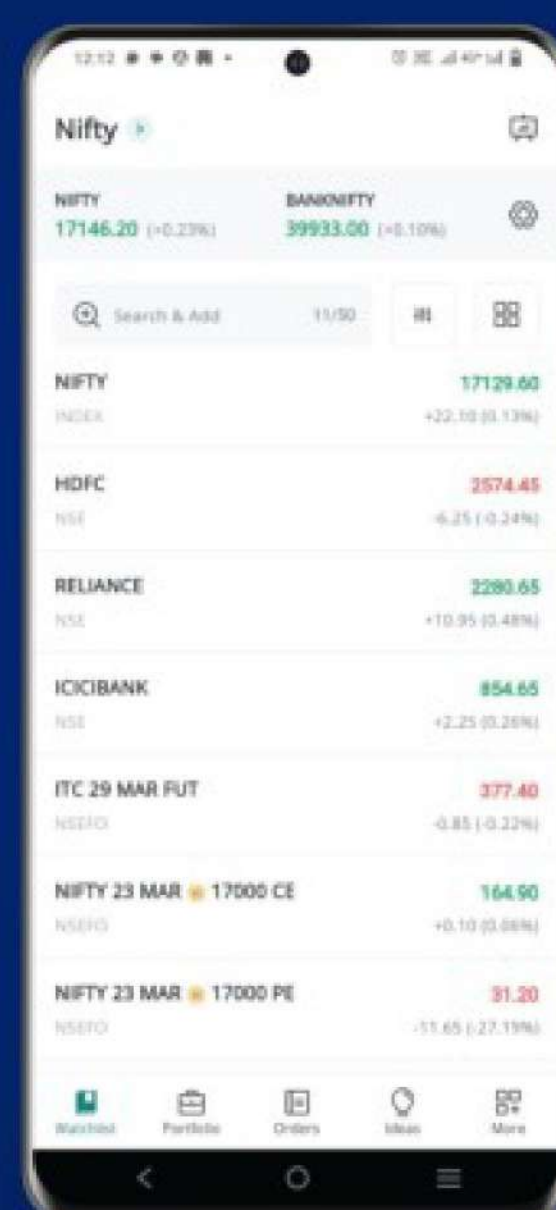 12:12
Nifty
NIFTY
BANKNIFTY
17146.20 (+0.23%)
39933.00 (+0.10%)
Search & Add
11/50
NIFTY
17129.60
INDEX
+22.10 (0.13%)
HDFC
2574.45
NSE
-6.25 (-0.24%)
RELIANCE
2280.65
NSE
+10.95 (0.48%)
ICICIBANK
854.65
NSE
+2.25 (0.26%)
ITC 29 MAR FUT
377.40
NSEFO
-0.85 (-0.22%)
NIFTY 23 MAR 17000 CE
164.90
NSEFO
+0.10 (0.06%)
NIFTY 23 MAR 17000 PE
31.20
NSEFO
-11.65 (-27.19%)
Watchlist
Portfolio
Orders
Ideas
More